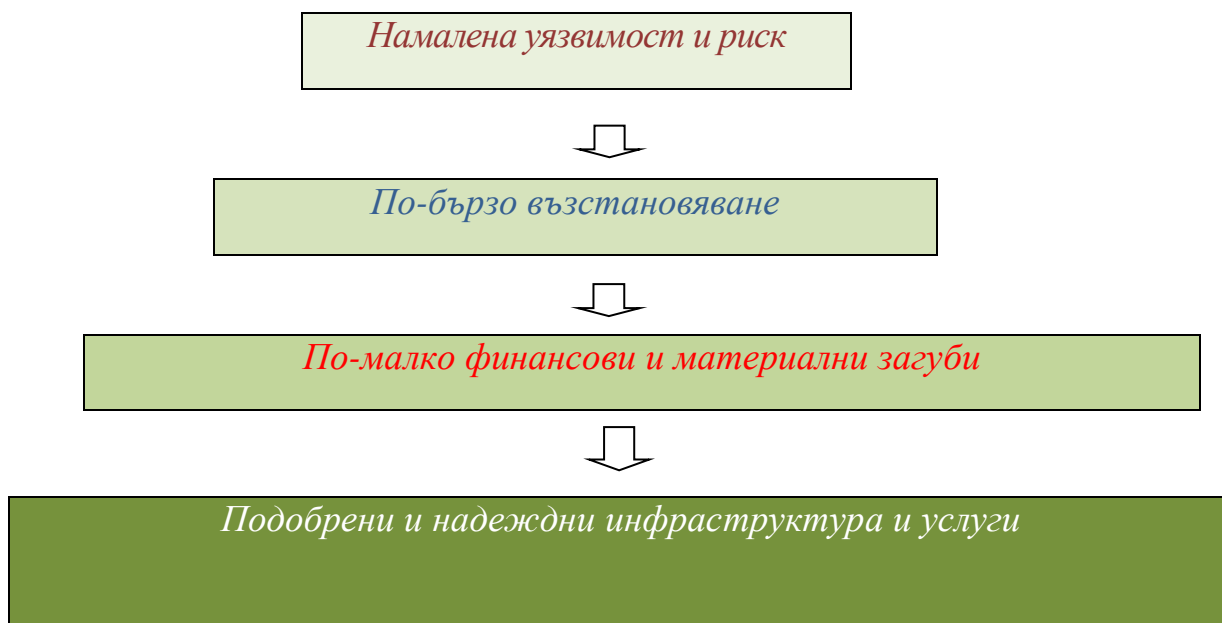 Намалена уязвимост и риск
По-бързо възстановяване
По-малко финансови и материални загуби
Подобрени и надеждни инфраструктура и услуги